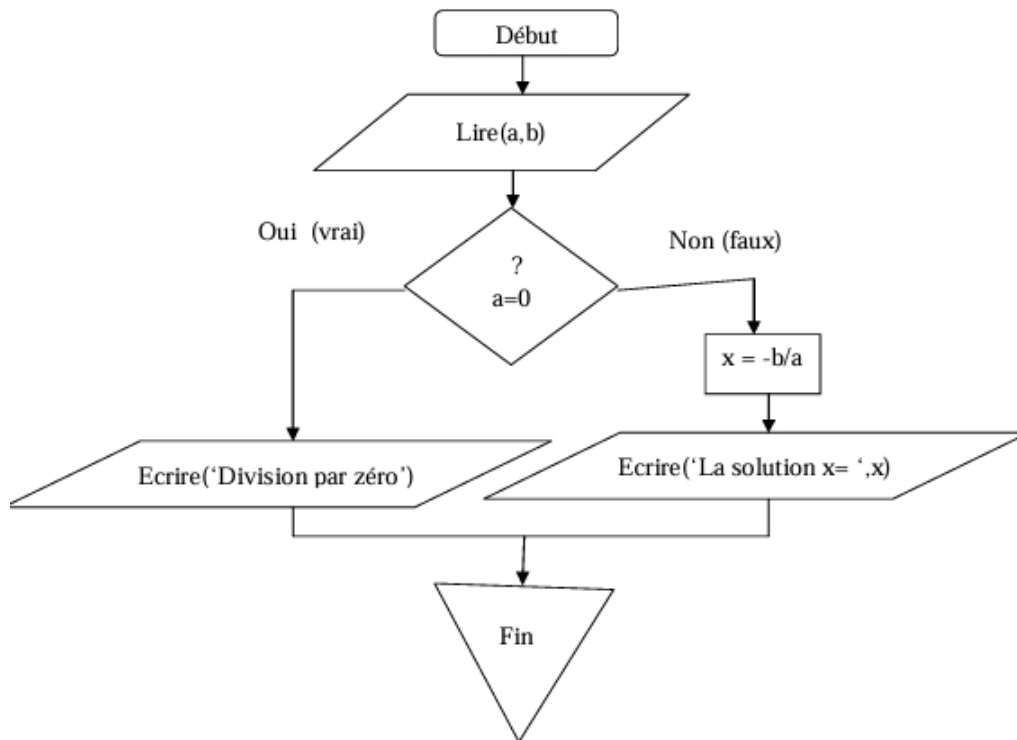 Début
Lire(a,b)
Oui (vrai)
Non (faux)
?
a=0
x = -b/a
Ecrire(‘Division par zéro’)
Ecrire(‘La solution x= ‘,x)
Fin